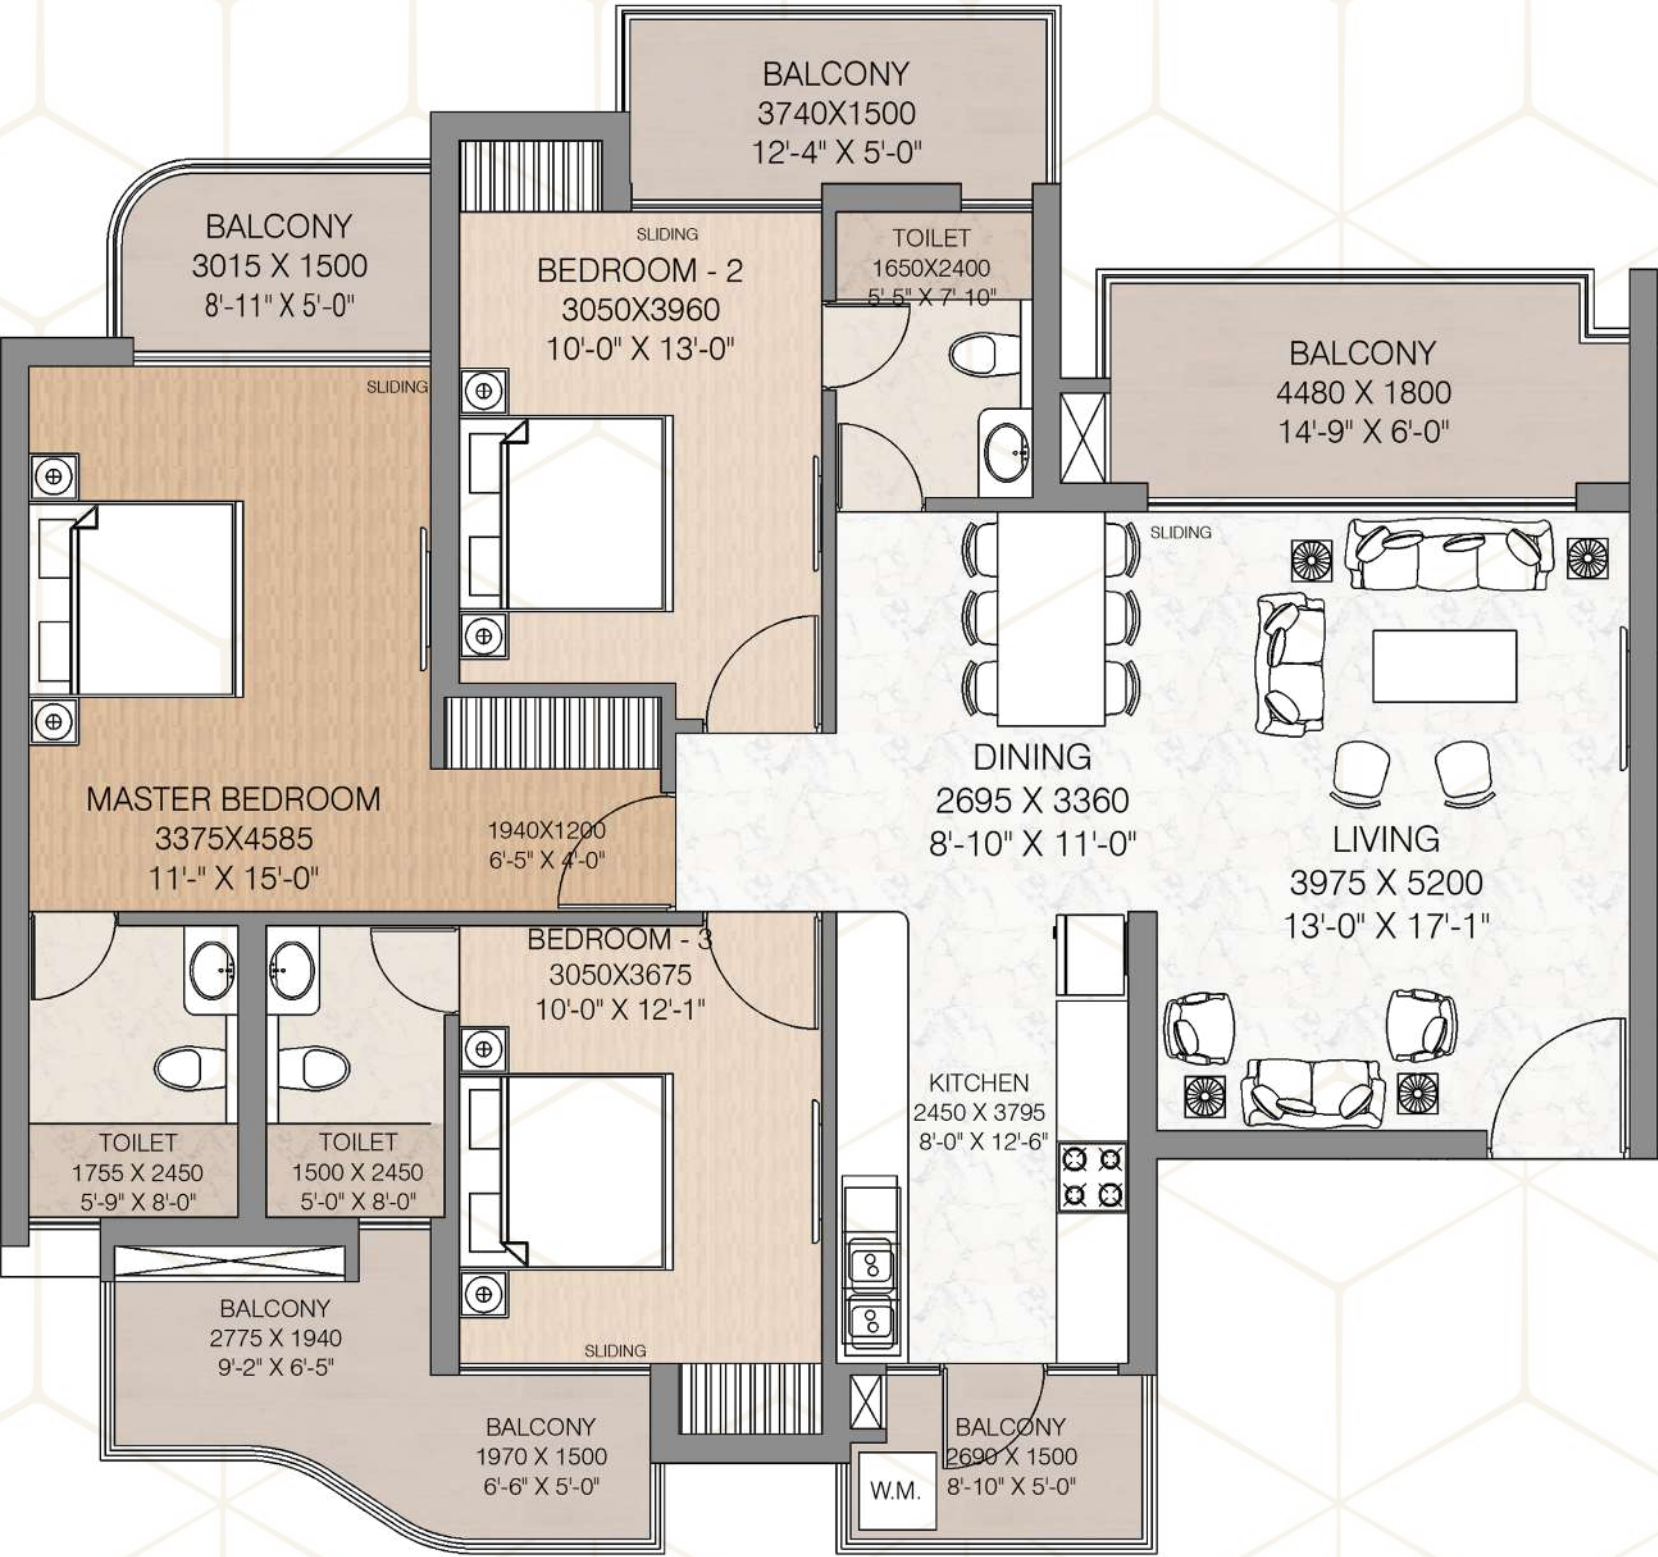 BALCONY
3740X1500
12'-4" X 5'-0"
BALCONY
3015 X 1500
8'-11" X 5'-0"
SLIDING
BEDROOM - 2
3050X3960
10'-0" X 13'-0"
TOILET
1650X2400
5'-5" X 7'-10"
BALCONY
4480 X 1800
14'-9" X 6'-0"
SLIDING
SLIDING
MASTER BEDROOM
3375X4585
11'-" X 15'-0"
1940X1200
6'-5" X 4'-0"
DINING
2695 X 3360
8'-10" X 11'-0"
LIVING
3975 X 5200
13'-0" X 17'-1"
BEDROOM - 3
3050X3675
10'-0" X 12'-1"
KITCHEN
2450 X 3795
8'-0" X 12'-6"
TOILET
1755 X 2450
5'-9" X 8'-0"
TOILET
1500 X 2450
5'-0" X 8'-0"
BALCONY
2775 X 1940
9'-2" X 6'-5"
SLIDING
BALCONY
1970 X 1500
6'-6" X 5'-0"
BALCONY
2690 X 1500
8'-10" X 5'-0"
W.M.